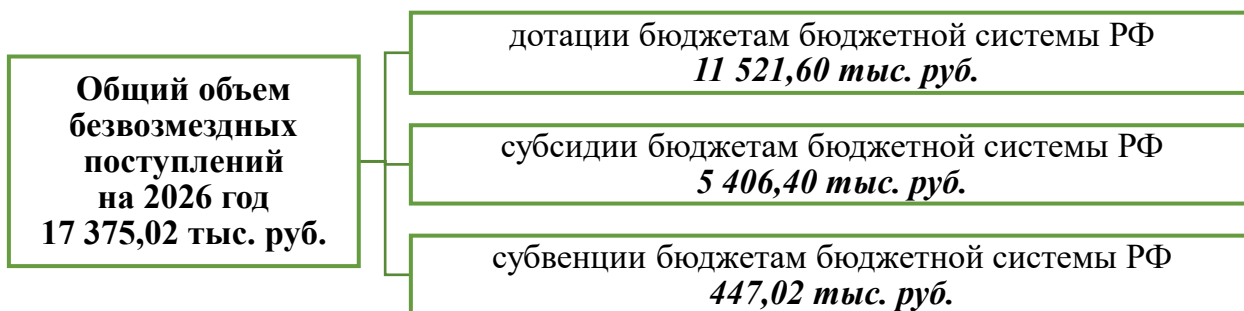 Общий объем
безвозмездных
поступлений
на 2026 год
17 375,02 тыс. руб.
дотации бюджетам бюджетной системы РФ
11 521,60 тыс. руб.
субсидии бюджетам бюджетной системы РФ
5 406,40 тыс. руб.
субвенции бюджетам бюджетной системы РФ
447,02 тыс. руб.